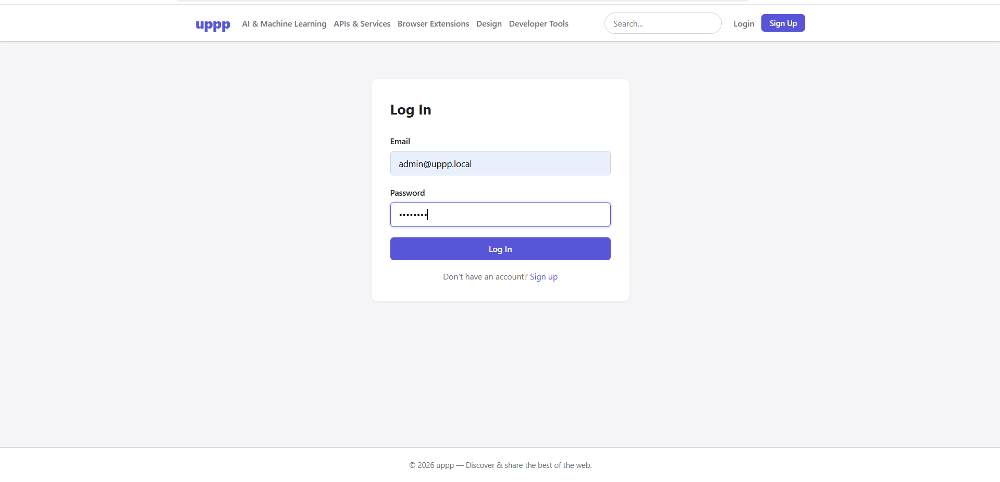 uppp AI & Machine Learning APIs & Services Browser Extensions Design Developer Tools Search... Login Sign Up
Log In
Email
admin@uppp.local
Password
••••••••
Log In
Don't have an account? Sign up
© 2026 uppp — Discover & share the best of the web.